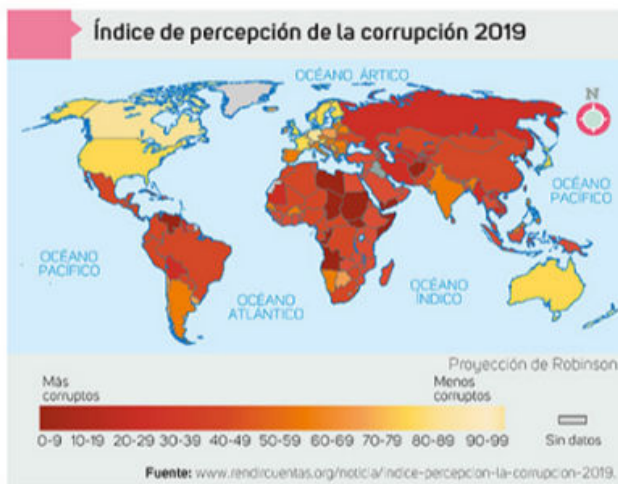 Índice de percepción de la corrupción 2019
OCÉANO ÁRTICO
N
OCÉANO
PACÍFICO
OCÉANO
PACÍFICO
OCÉANO
ATLÁNTICO
OCÉANO
ÍNDICO
Proyección de Robinson
Más
corruptos
Menos
corruptos
0-9 10-19 20-29 30-39 40-49 50-59 60-69 70-79 80-89 90-99
Sin datos
Fuente: www.rendircuentas.org/noticia/indice-percepcion-la-corrupcion-2019.